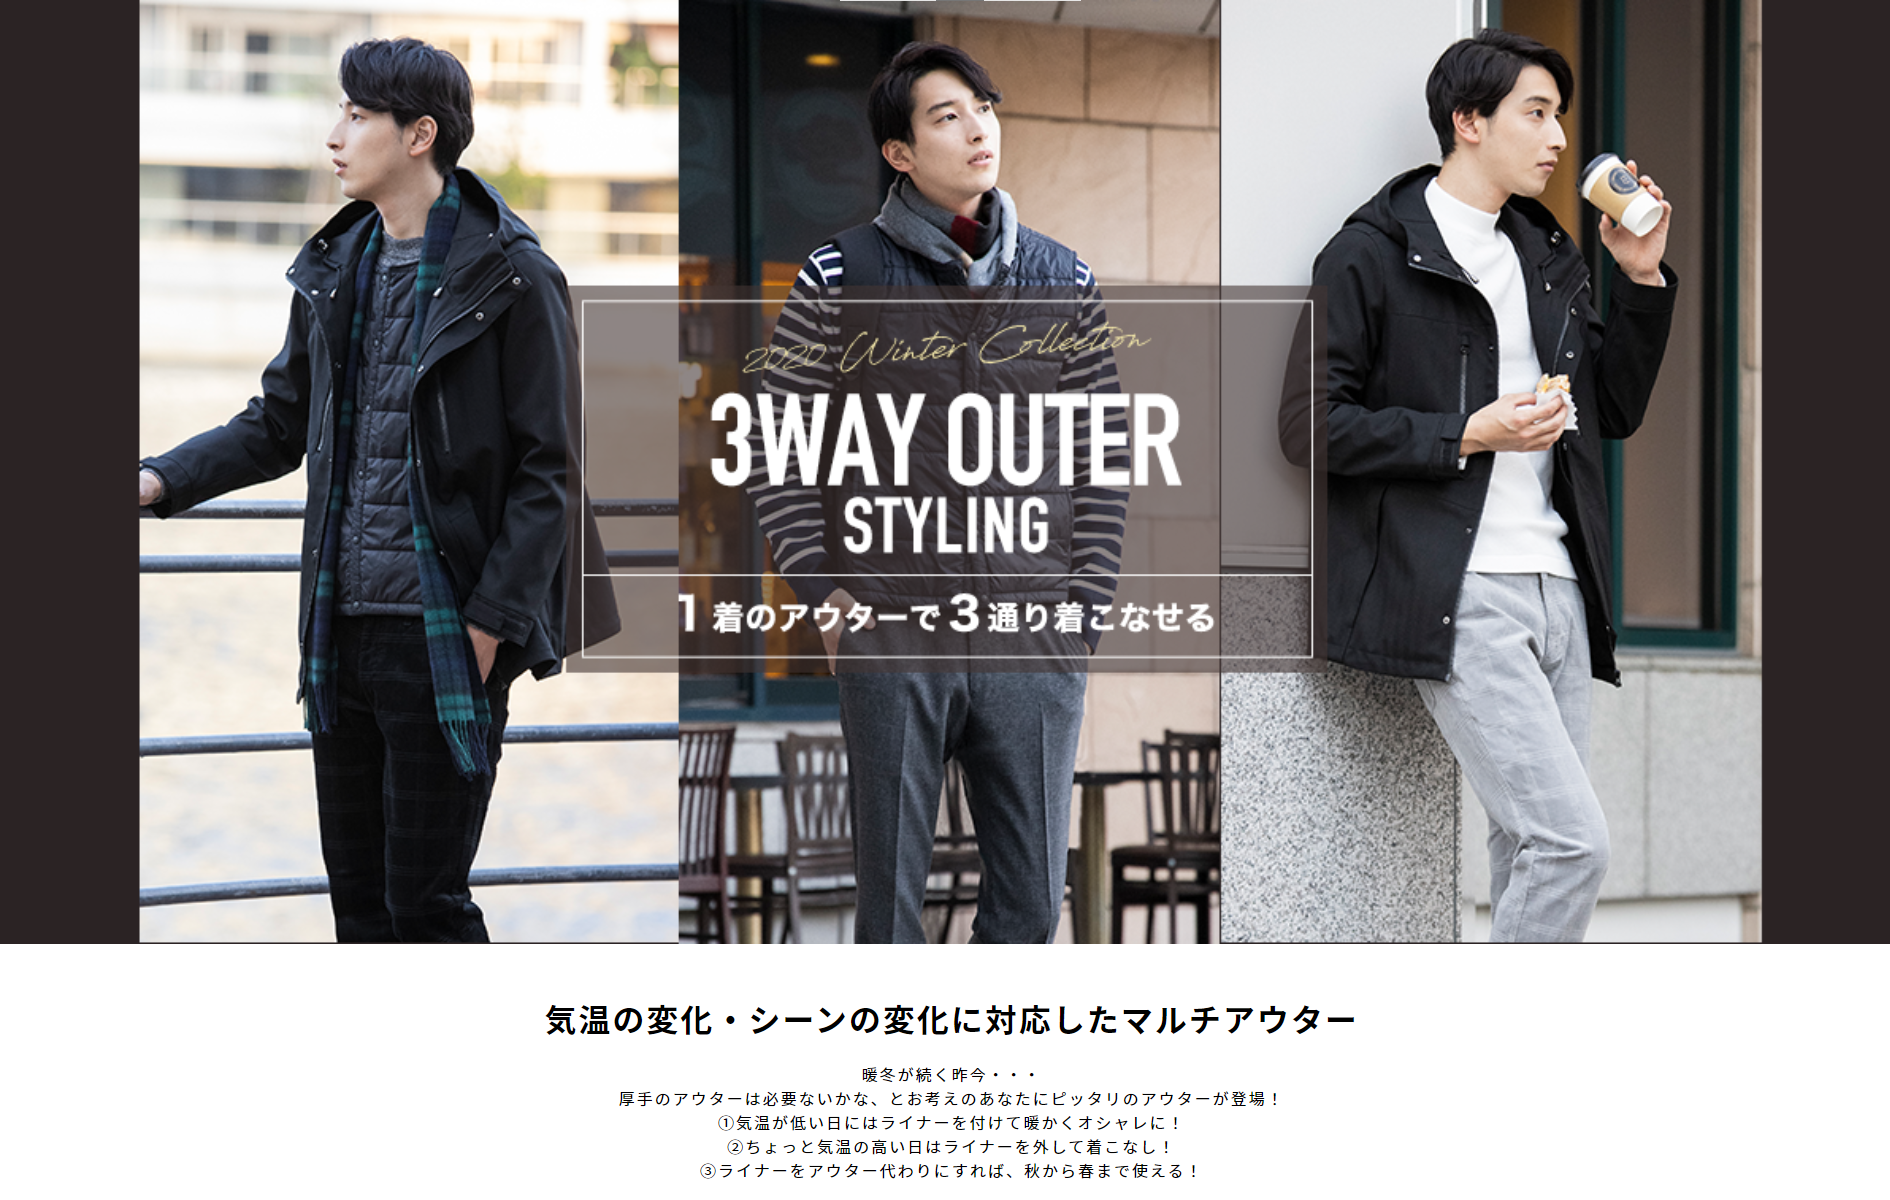 2020 Winter Collection
3WAY OUTER
STYLING
1着のアウターで3通り着こなせる
気温の変化・シーンの変化に対応したマルチアウター
暖冬が続く昨今・・・
厚手のアウターは必要ないかな、とお考えのあなたにピッタリのアウターが登場！
①気温が低い日にはライナーを付けて暖かくオシャレに！
②ちょっと気温の高い日はライナーを外して着こなし！
③ライナーをアウター代わりにすれば、秋から春まで使える！